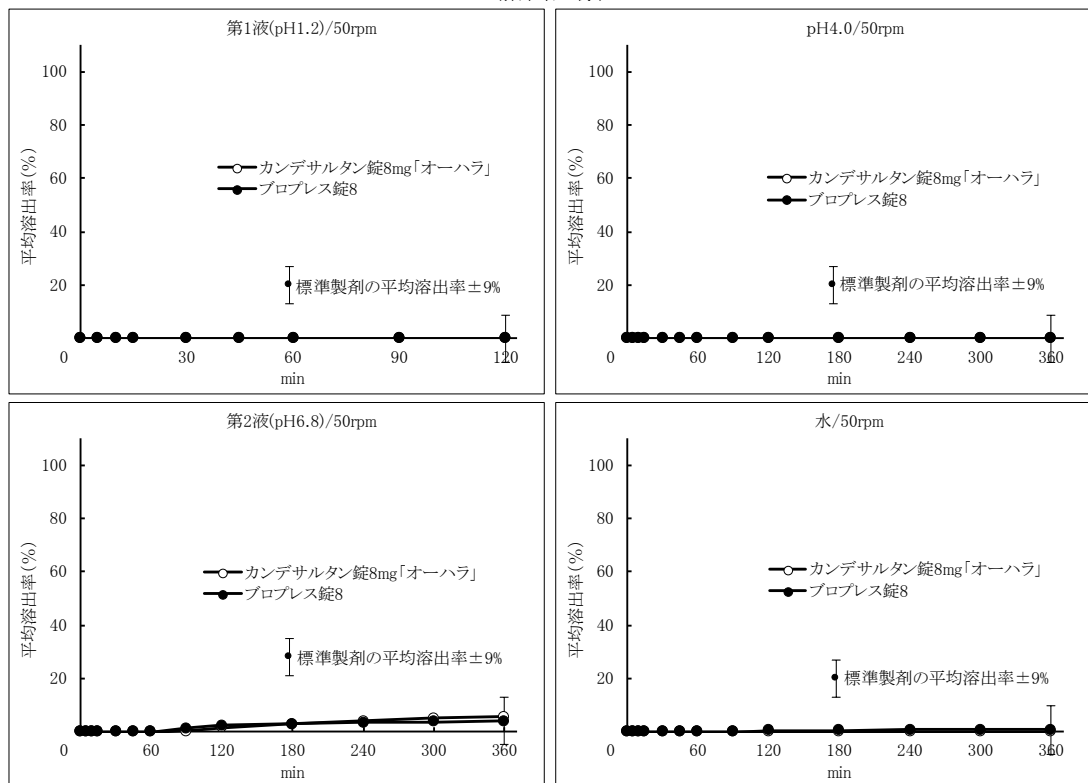 第1液(pH1.2)/50rpm
平均溶出率(%)
100
80
60
40
20
0
カンデサルタン錠8mg「オーハラ」
ブロプレス錠8
標準製剤の平均溶出率±9%
30
60
90
120
min
pH4.0/50rpm
平均溶出率(%)
100
80
60
40
20
0
カンデサルタン錠8mg「オーハラ」
ブロプレス錠8
標準製剤の平均溶出率±9%
60
120
180
240
300
360
min
第2液(pH6.8)/50rpm
平均溶出率(%)
100
80
60
40
20
0
カンデサルタン錠8mg「オーハラ」
ブロプレス錠8
標準製剤の平均溶出率±9%
60
120
180
240
300
360
min
水/50rpm
平均溶出率(%)
100
80
60
40
20
0
カンデサルタン錠8mg「オーハラ」
ブロプレス錠8
標準製剤の平均溶出率±9%
60
120
180
240
300
360
min